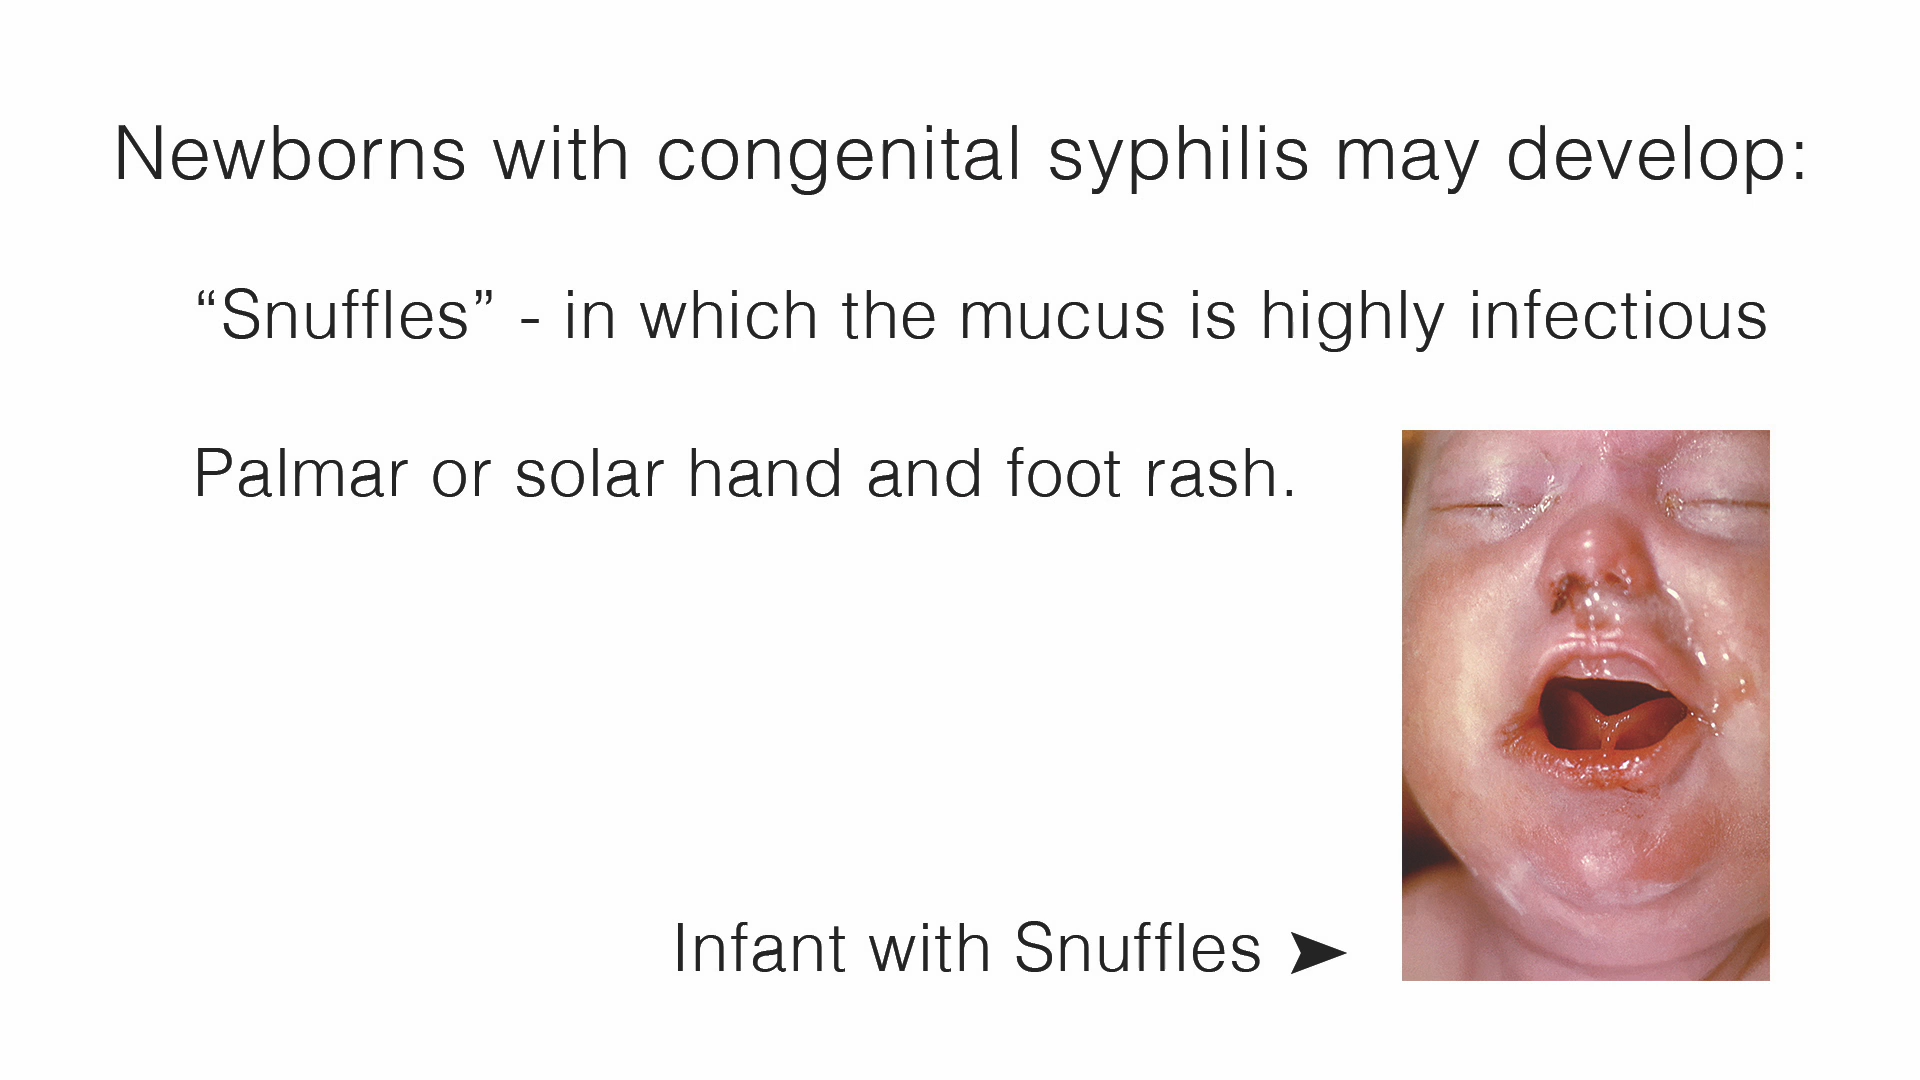 Newborns with congenital syphilis may develop:
“Snuffles” - in which the mucus is highly infectious
Palmar or solar hand and foot rash.
Infant with Snuffles ➤